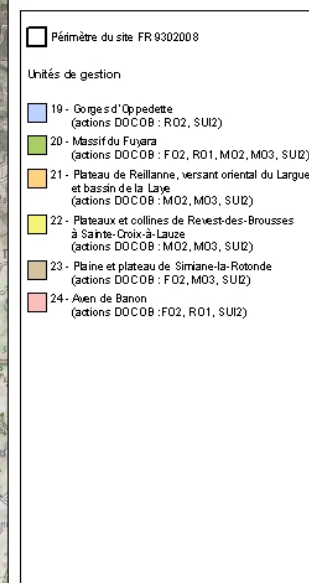 Périmètre du site FR 9302008
Unités de gestion
19 - Gorges d'Oppedette
(actions DOCOB : RO2, SUI2)
20 - Massif du Fuyara
(actions DOCOB : FO2, RO1, MO2, MO3, SUI2)
21 - Plateau de Reillanne, versant oriental du Largue
et bassin de la Laye
(actions DOCOB : MO2, MO3, SUI2)
22 - Plateaux et collines de Revest-des-Brousses
à Sainte-Croix-à-Lauze
(actions DOCOB : MO2, MO3, SUI2)
23 - Plaine et plateau de Simiane-la-Rotonde
(actions DOCOB : FO2, MO3, SUI2)
24 - Aven de Banon
(actions DOCOB :FO2, RO1, SUI2)